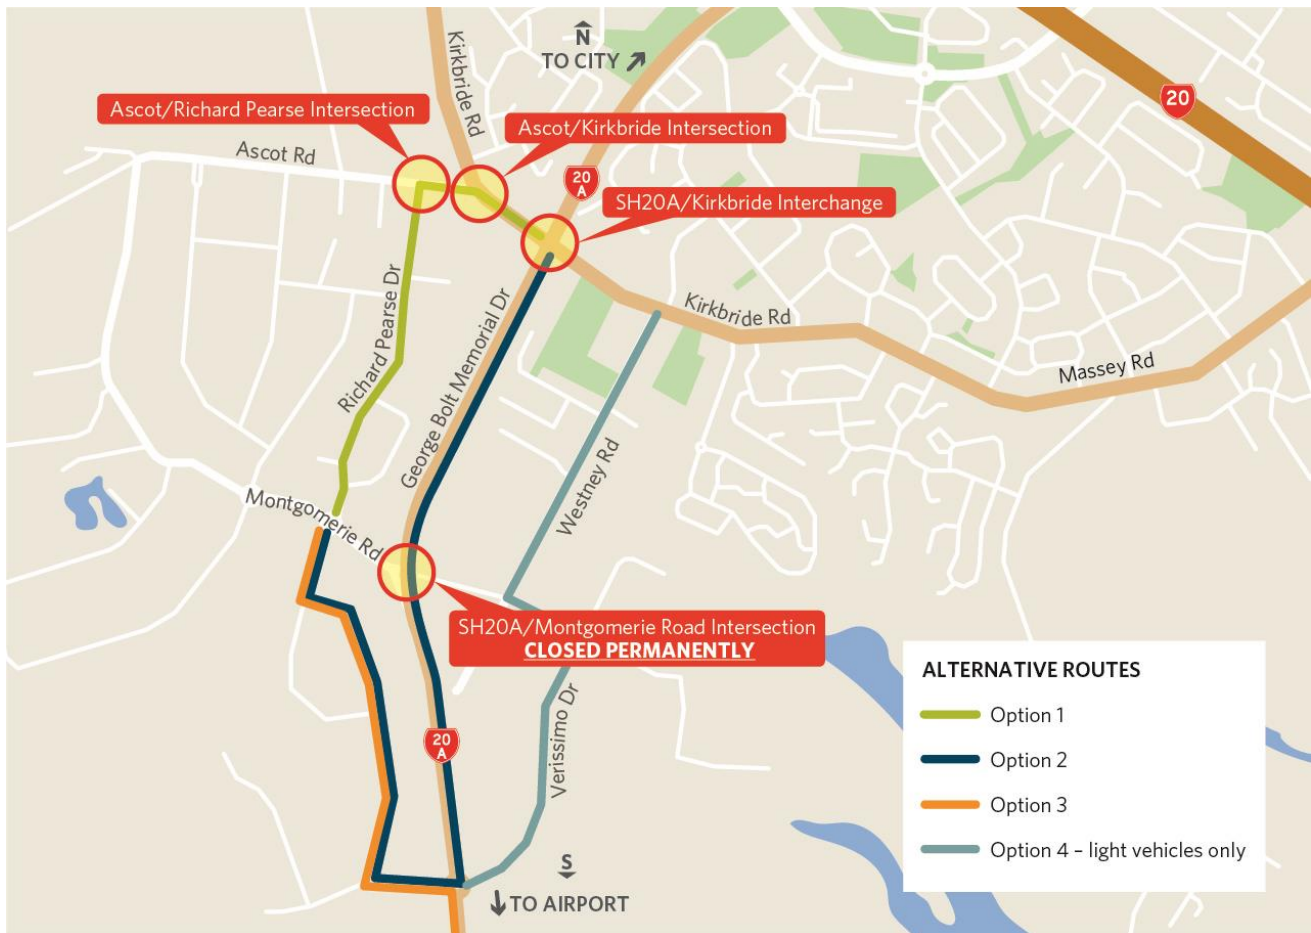 N
TO CITY
Kirkbride Rd
20
Ascot/Richard Pearse Intersection
Ascot/Kirkbride Intersection
Ascot Rd
20
A
SH20A/Kirkbride Interchange
Richard Pearse Dr
George Bolt Memorial Dr
Kirkbride Rd
Massey Rd
Westney Rd
Montgomerie Rd
SH20A/Montgomerie Road Intersection
CLOSED PERMANENTLY
Verissimo Dr
20
A
S
TO AIRPORT
ALTERNATIVE ROUTES
Option 1
Option 2
Option 3
Option 4 – light vehicles only